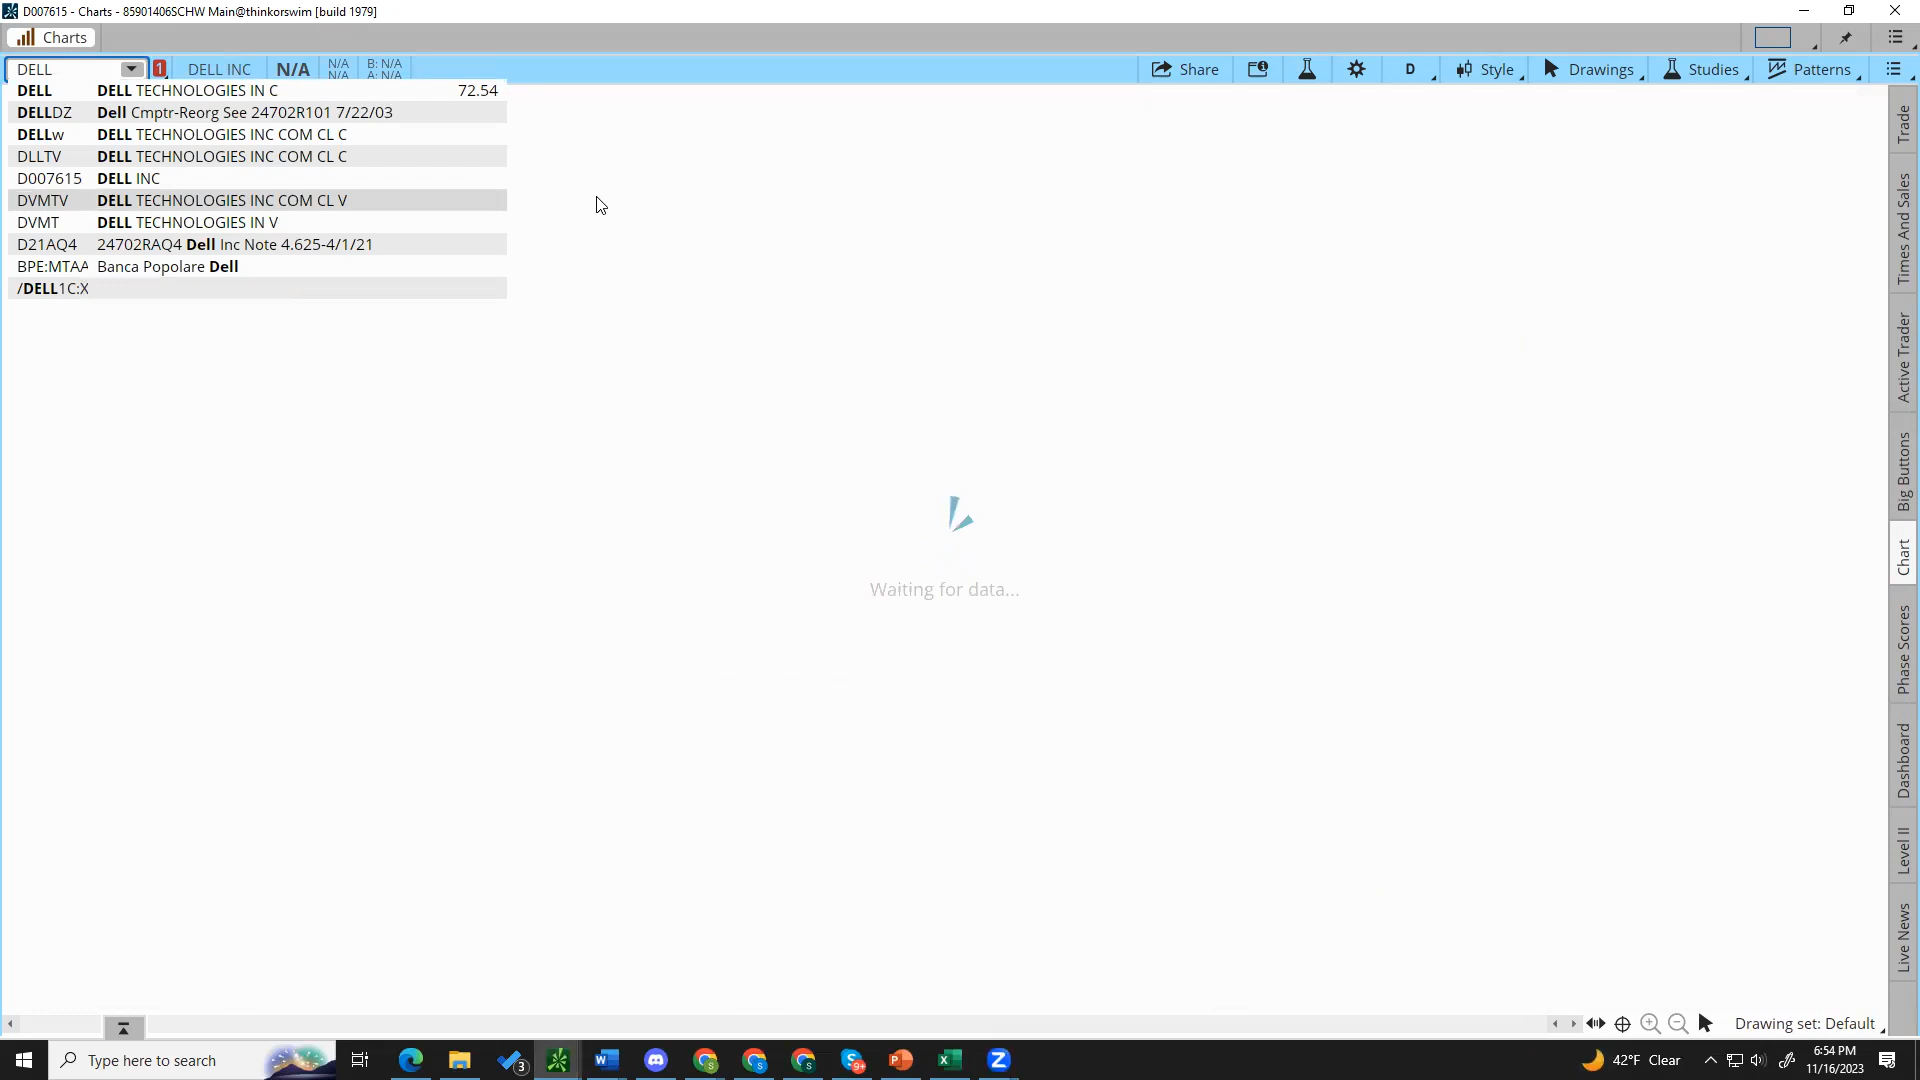 D007615 - Charts - 85901406SCHW Main@thinkorswim [build 1979]
Charts
DELL
1
DELL INC
N/A
N/A
N/A
B: N/A
A: N/A
Share
D
Style
Drawings
Studies
Patterns
DELL DELL TECHNOLOGIES IN C 72.54
DELLDZ Dell Cmptr-Reorg See 24702R101 7/22/03
DELLw DELL TECHNOLOGIES INC COM CL C
DLLTV DELL TECHNOLOGIES INC COM CL C
D007615 DELL INC
DVMTV DELL TECHNOLOGIES INC COM CL V
DVMT DELL TECHNOLOGIES IN V
D21AQ4 24702RAQ4 Dell Inc Note 4.625-4/1/21
BPE:MTAA Banca Popolare Dell
/DELL1C:X
Waiting for data...
Trade
Times And Sales
Active Trader
Big Buttons
Chart
Phase Scores
Dashboard
Level II
Live News
Drawing set: Default
Type here to search
3
9+
42°F Clear
6:54 PM
11/16/2023